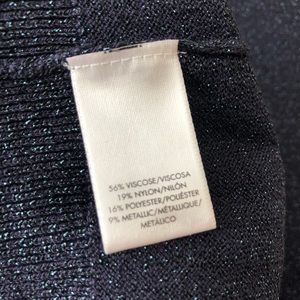 56% VISCOSE/VISCOSA
19% NYLON/NILÓN
16% POLYESTER/POLIÉSTER
9% METALLIC/MÉTALLIQUE/
METÁLICO